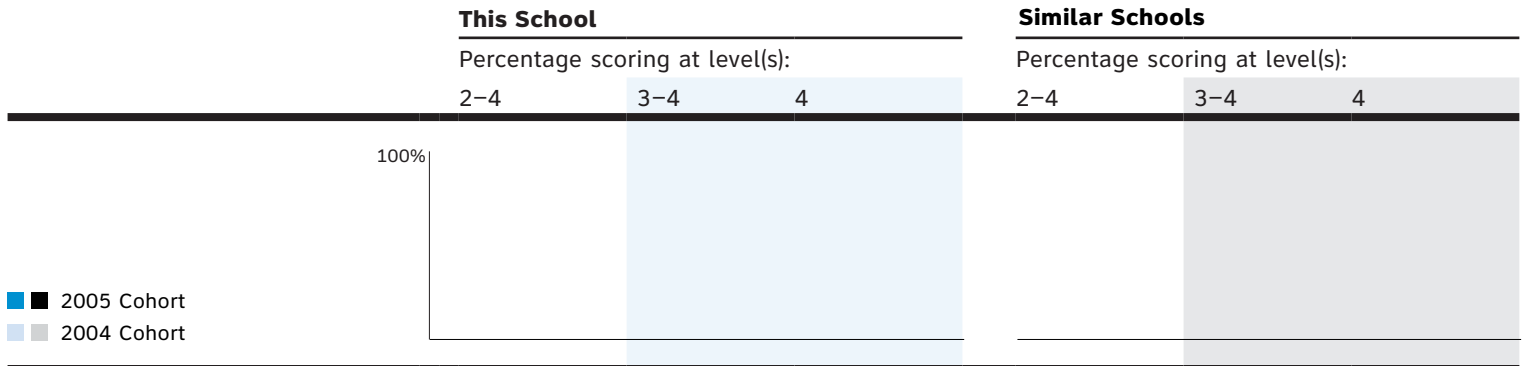 This School
Similar Schools
Percentage scoring at level(s):
Percentage scoring at level(s):
2–4
3–4
4
2–4
3–4
4
100%
2005 Cohort
2004 Cohort